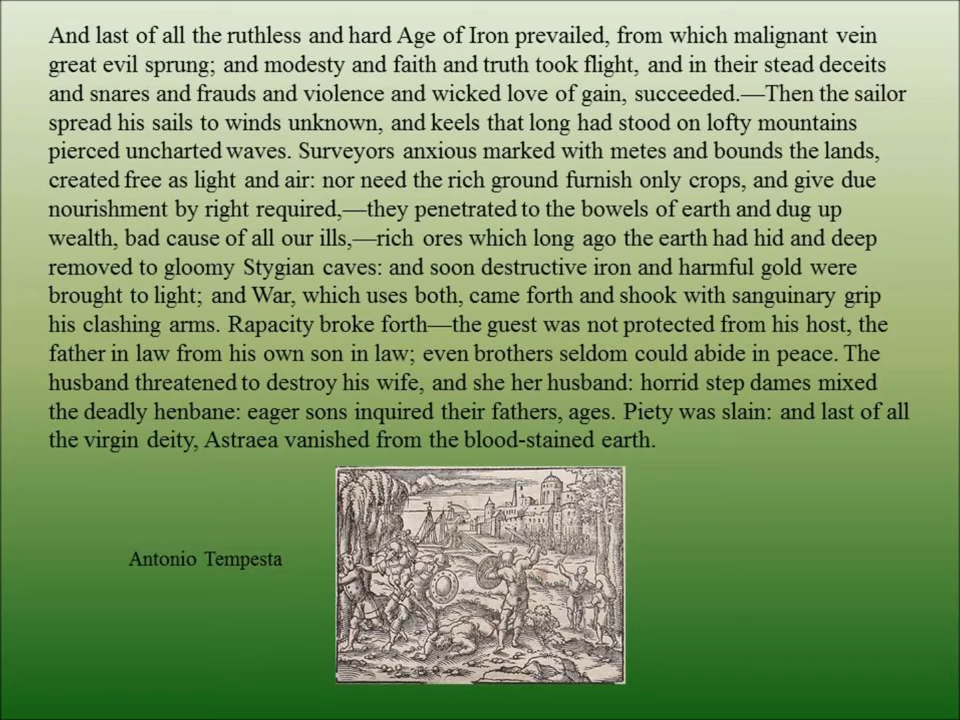 And last of all the ruthless and hard Age of Iron prevailed, from which malignant vein
great evil sprung; and modesty and faith and truth took flight, and in their stead deceits
and snares and frauds and violence and wicked love of gain, succeeded.—Then the sailor
spread his sails to winds unknown, and keels that long had stood on lofty mountains
pierced uncharted waves. Surveyors anxious marked with metes and bounds the lands,
created free as light and air: nor need the rich ground furnish only crops, and give due
nourishment by right required,—they penetrated to the bowels of earth and dug up
wealth, bad cause of all our ills,—rich ores which long ago the earth had hid and deep
removed to gloomy Stygian caves: and soon destructive iron and harmful gold were
brought to light; and War, which uses both, came forth and shook with sanguinary grip
his clashing arms. Rapacity broke forth—the guest was not protected from his host, the
father in law from his own son in law; even brothers seldom could abide in peace. The
husband threatened to destroy his wife, and she her husband: horrid step dames mixed
the deadly henbane: eager sons inquired their fathers, ages. Piety was slain: and last of all
the virgin deity, Astraea vanished from the blood-stained earth.
Antonio Tempesta